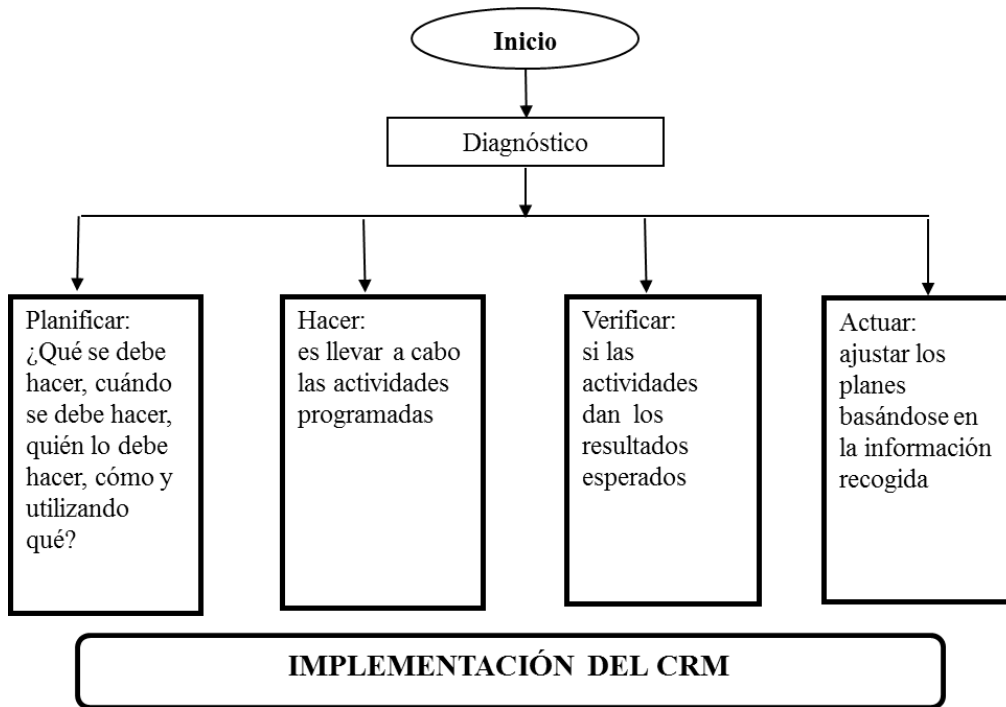 Inicio
Diagnóstico
Planificar:
¿Qué se debe
hacer, cuándo
se debe hacer,
quién lo debe
hacer, cómo y
utilizando
qué?
Hacer:
es llevar a cabo
las actividades
programadas
Verificar:
si las
actividades
dan los
resultados
esperados
Actuar:
ajustar los
planes
basándose en
la información
recogida
IMPLEMENTACIÓN DEL CRM